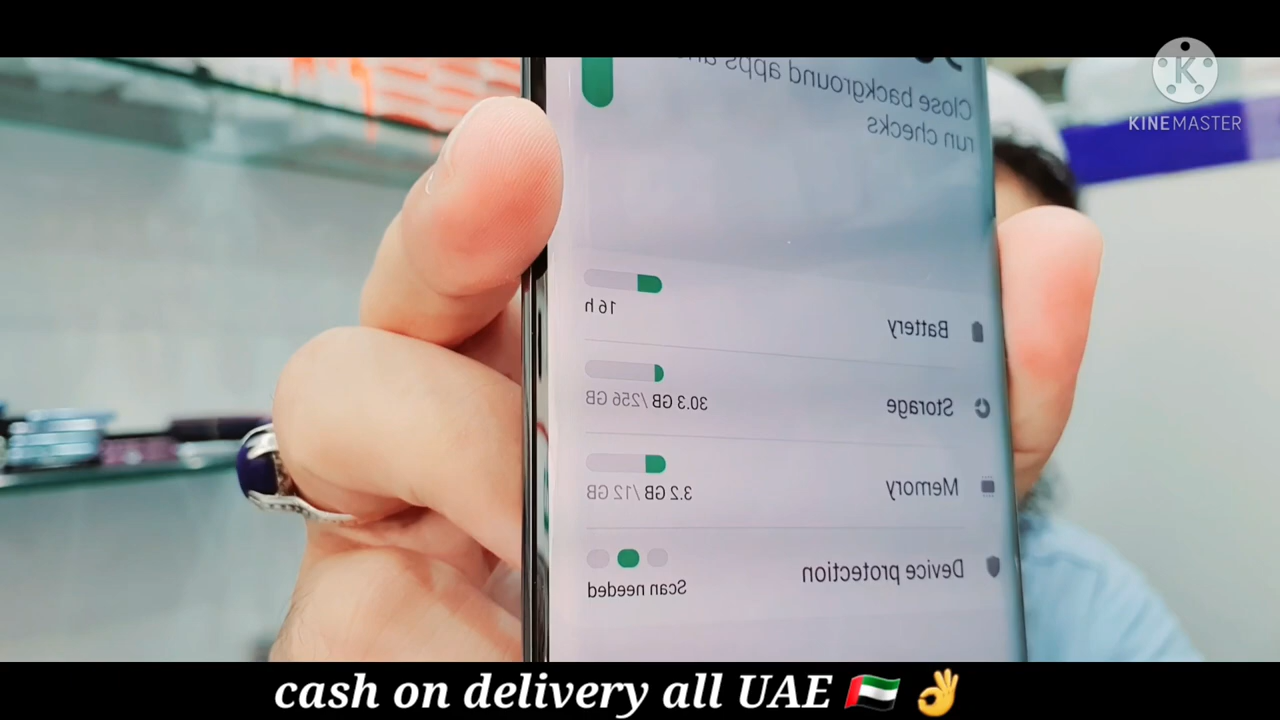 KINEMASTER
Close background apps
run checks
Battery
16 h
Storage
30.3 GB / 256 GB
Memory
3.2 GB / 12 GB
Device protection
Scan needed
cash on delivery all UAE 🇦🇪 👌